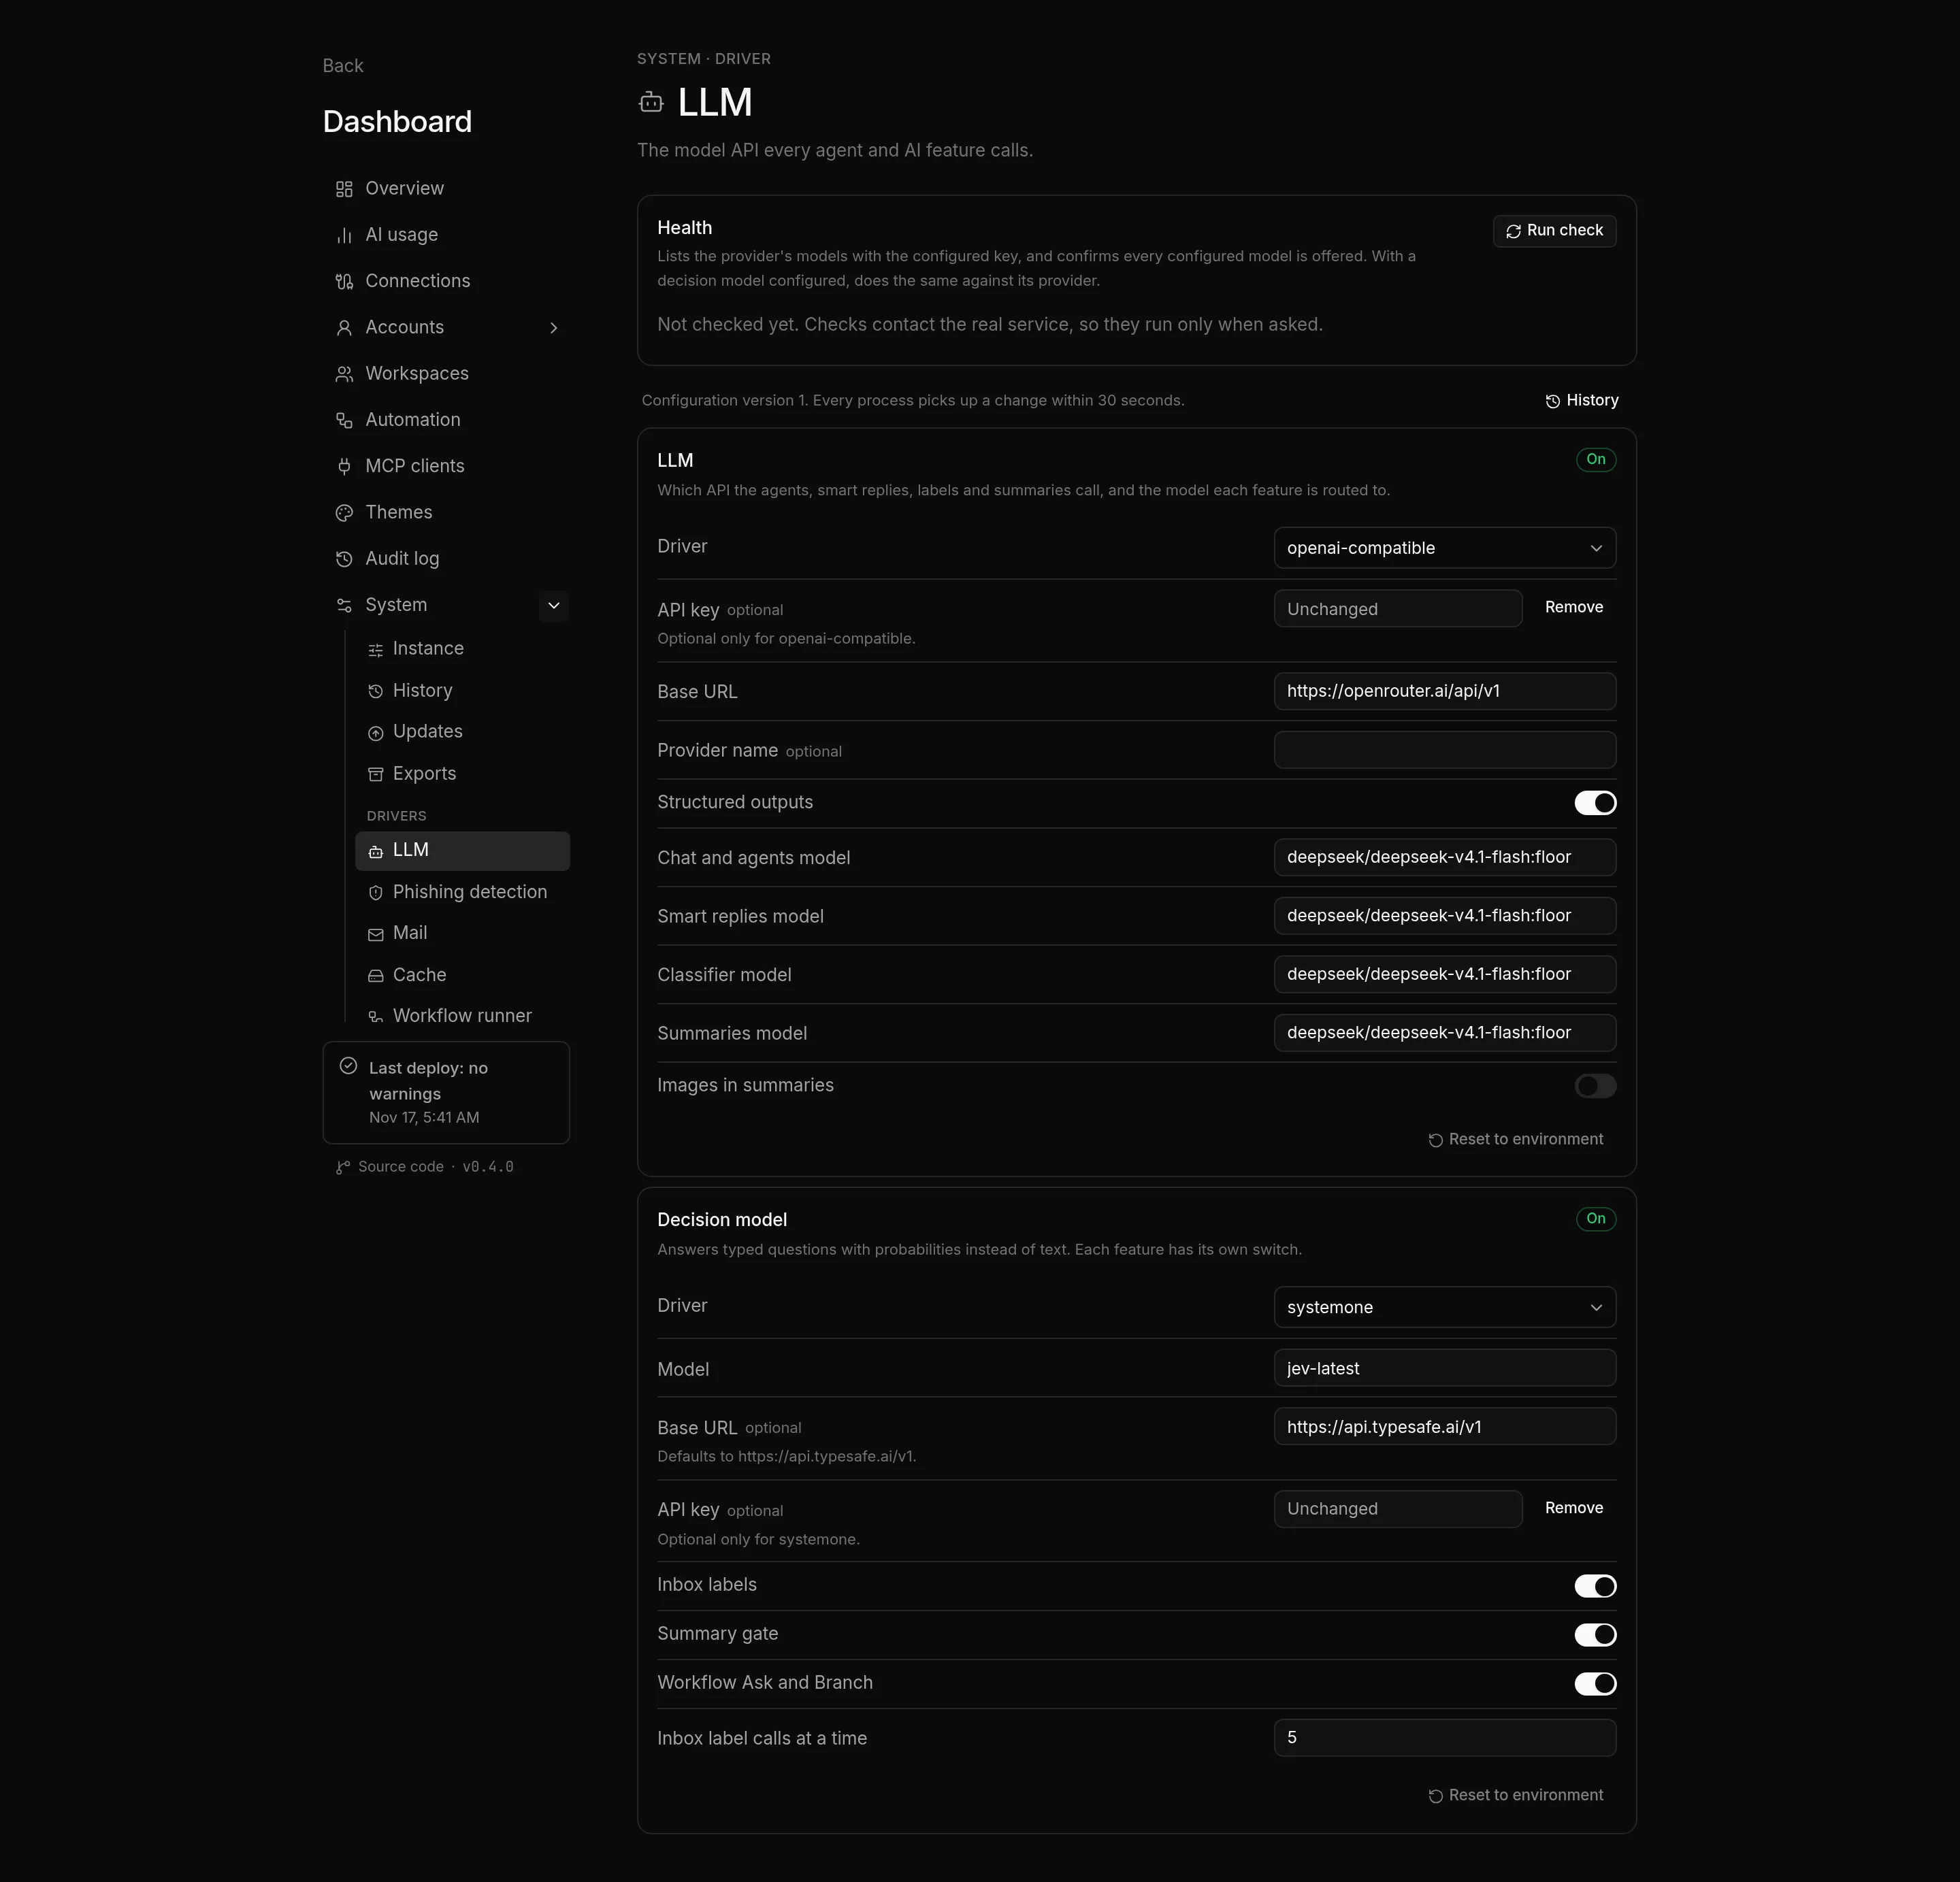 Back
Dashboard
Overview
AI usage
Connections
Accounts
Workspaces
Automation
MCP clients
Themes
Audit log
System
Instance
History
Updates
Exports
DRIVERS
LLM
Phishing detection
Mail
Cache
Workflow runner
Last deploy: no
warnings
Nov 17, 5:41 AM
Source code · v0.4.0
SYSTEM · DRIVER
LLM
The model API every agent and AI feature calls.
Health
Run check
Lists the provider's models with the configured key, and confirms every configured model is offered. With a
decision model configured, does the same against its provider.
Not checked yet. Checks contact the real service, so they run only when asked.
Configuration version 1. Every process picks up a change within 30 seconds.
History
LLM
On
Which API the agents, smart replies, labels and summaries call, and the model each feature is routed to.
Driver
openai-compatible
API key optional
Unchanged
Remove
Optional only for openai-compatible.
Base URL
https://openrouter.ai/api/v1
Provider name optional
Structured outputs
Chat and agents model
deepseek/deepseek-v4.1-flash:floor
Smart replies model
deepseek/deepseek-v4.1-flash:floor
Classifier model
deepseek/deepseek-v4.1-flash:floor
Summaries model
deepseek/deepseek-v4.1-flash:floor
Images in summaries
Reset to environment
Decision model
On
Answers typed questions with probabilities instead of text. Each feature has its own switch.
Driver
systemone
Model
jev-latest
Base URL optional
https://api.typesafe.ai/v1
Defaults to https://api.typesafe.ai/v1.
API key optional
Unchanged
Remove
Optional only for systemone.
Inbox labels
Summary gate
Workflow Ask and Branch
Inbox label calls at a time
5
Reset to environment